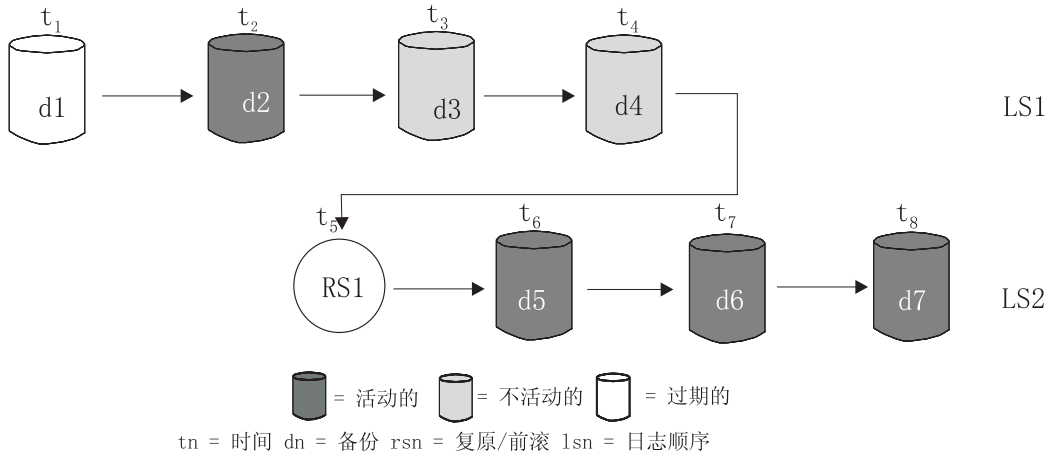 t1 t2 t3 t4
d1 d2 d3 d4 LS1
t5 t6 t7 t8
RS1 d5 d6 d7 LS2
= 活动的 = 不活动的 = 过期的
tn = 时间 dn = 备份 rsn = 复原/前滚 lsn = 日志顺序